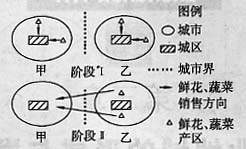 图例
城市
城区
甲 阶段Ⅰ 乙
城市界
鲜花、蔬菜
销售方向
甲 阶段Ⅱ 乙
鲜花、蔬菜
产区